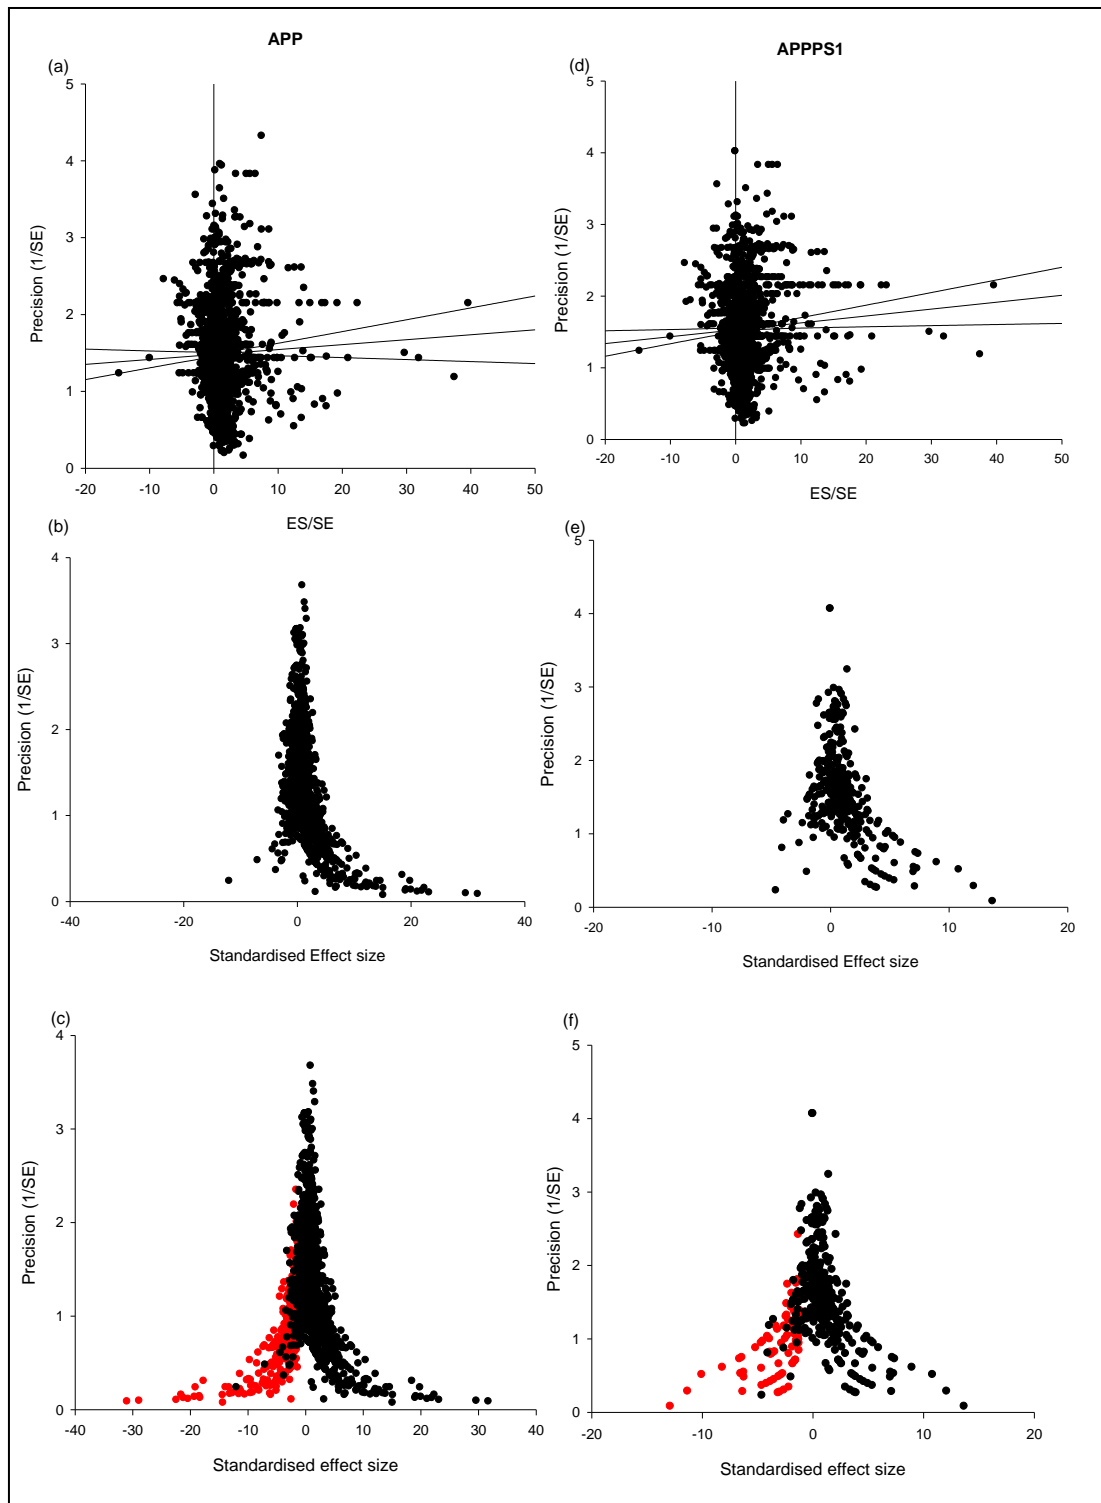 APP
APPPS1
(a)
5
4
3
2
1
0
Precision (1/SE)
-20 -10 0 10 20 30 40 50
ES/SE
(d)
5
4
3
2
1
0
Precision (1/SE)
-20 -10 0 10 20 30 40 50
ES/SE
(b)
4
3
2
1
0
Precision (1/SE)
-40 -20 0 20 40
Standardised Effect size
(e)
5
4
3
2
1
0
Precision (1/SE)
-20 -10 0 10 20
Standardised Effect size
(c)
4
3
2
1
0
Precision (1/SE)
-40 -30 -20 -10 0 10 20 30 40
Standardised effect size
(f)
5
4
3
2
1
0
Precision (1/SE)
-20 -10 0 10 20
Standardised effect size